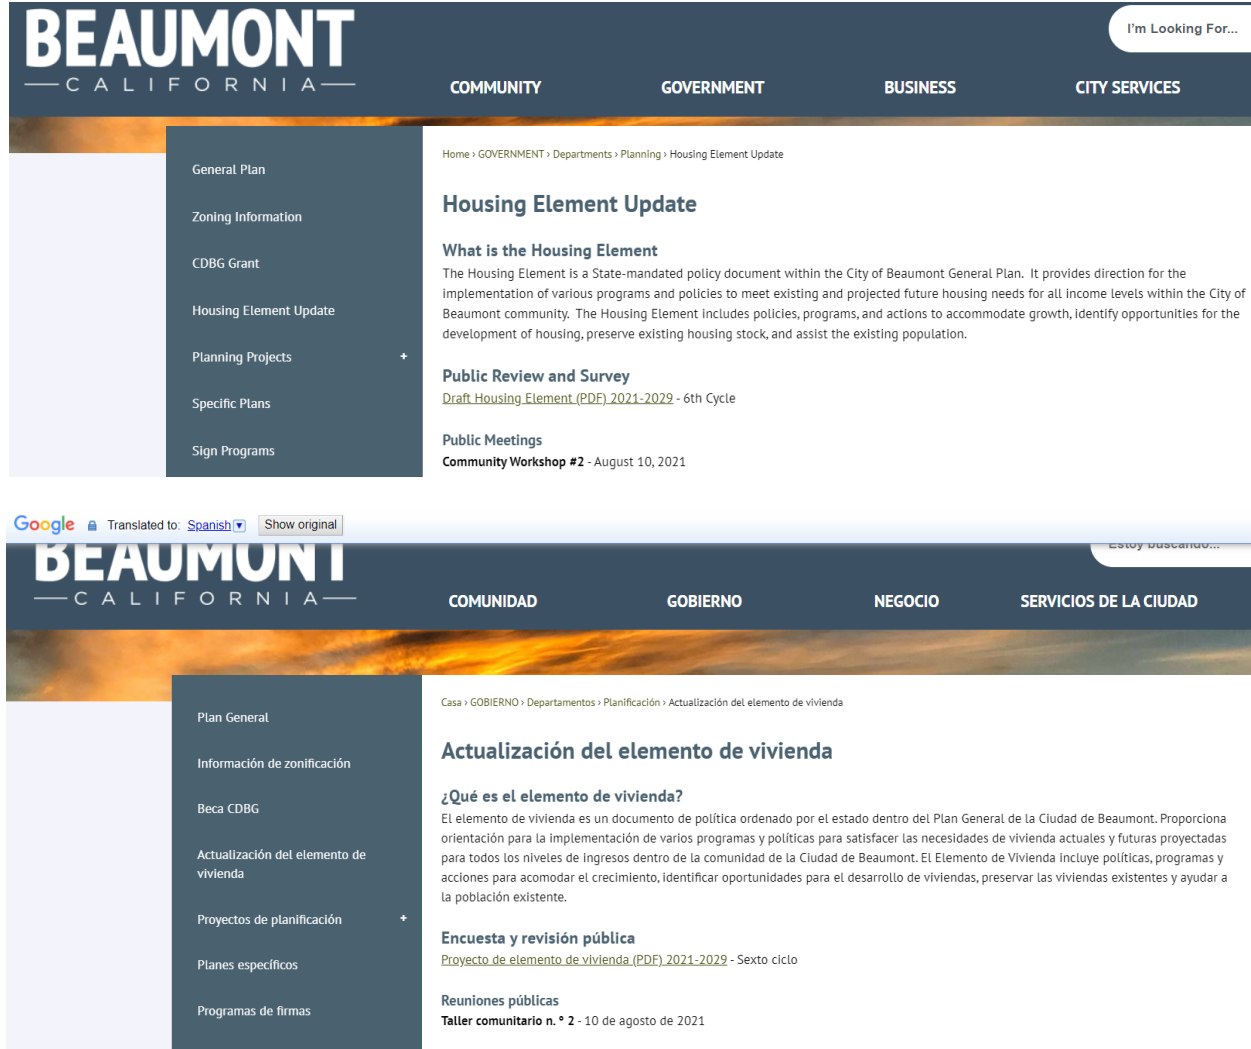 BEAUMONT
CALIFORNIA
I'm Looking For...
COMMUNITY
GOVERNMENT
BUSINESS
CITY SERVICES
General Plan
Zoning Information
CDBG Grant
Housing Element Update
Planning Projects +
Specific Plans
Sign Programs
Home › GOVERNMENT › Departments › Planning › Housing Element Update
Housing Element Update
What is the Housing Element
The Housing Element is a State-mandated policy document within the City of Beaumont General Plan. It provides direction for the
implementation of various programs and policies to meet existing and projected future housing needs for all income levels within the City of
Beaumont community. The Housing Element includes policies, programs, and actions to accommodate growth, identify opportunities for the
development of housing, preserve existing housing stock, and assist the existing population.
Public Review and Survey
Draft Housing Element (PDF) 2021-2029 - 6th Cycle
Public Meetings
Community Workshop #2 - August 10, 2021
Google Translated to: Spanish Show original
BEAUMONT
CALIFORNIA
Estoy buscando...
COMUNIDAD
GOBIERNO
NEGOCIO
SERVICIOS DE LA CIUDAD
Plan General
Información de zonificación
Beca CDBG
Actualización del elemento de
vivienda
Proyectos de planificación +
Planes específicos
Programas de firmas
Casa › GOBIERNO › Departamentos › Planificación › Actualización del elemento de vivienda
Actualización del elemento de vivienda
¿Qué es el elemento de vivienda?
El elemento de vivienda es un documento de política ordenado por el estado dentro del Plan General de la Ciudad de Beaumont. Proporciona
orientación para la implementación de varios programas y políticas para satisfacer las necesidades de vivienda actuales y futuras proyectadas
para todos los niveles de ingresos dentro de la comunidad de la Ciudad de Beaumont. El Elemento de Vivienda incluye políticas, programas y
acciones para acomodar el crecimiento, identificar oportunidades para el desarrollo de viviendas, preservar las viviendas existentes y ayudar a
la población existente.
Encuesta y revisión pública
Proyecto de elemento de vivienda (PDF) 2021-2029 - Sexto ciclo
Reuniones públicas
Taller comunitario n. ° 2 - 10 de agosto de 2021